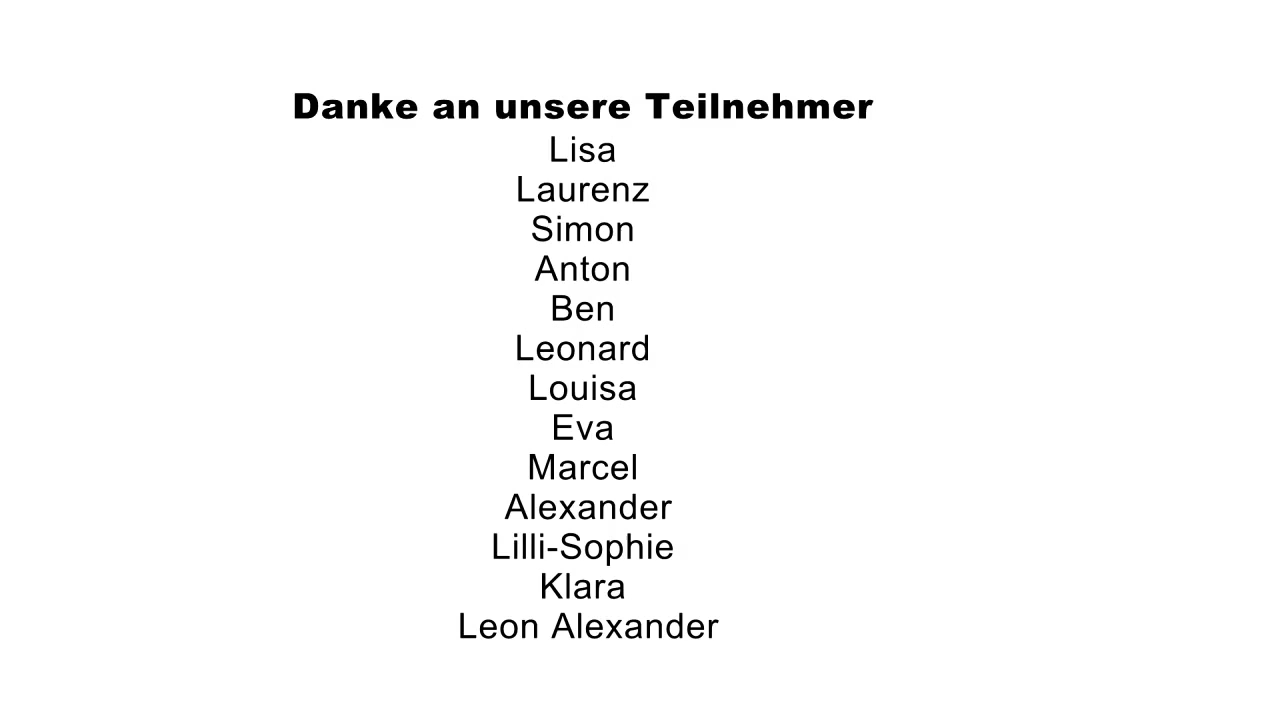 Danke an unsere Teilnehmer
Lisa
Laurenz
Simon
Anton
Ben
Leonard
Louisa
Eva
Marcel
Alexander
Lilli-Sophie
Klara
Leon Alexander